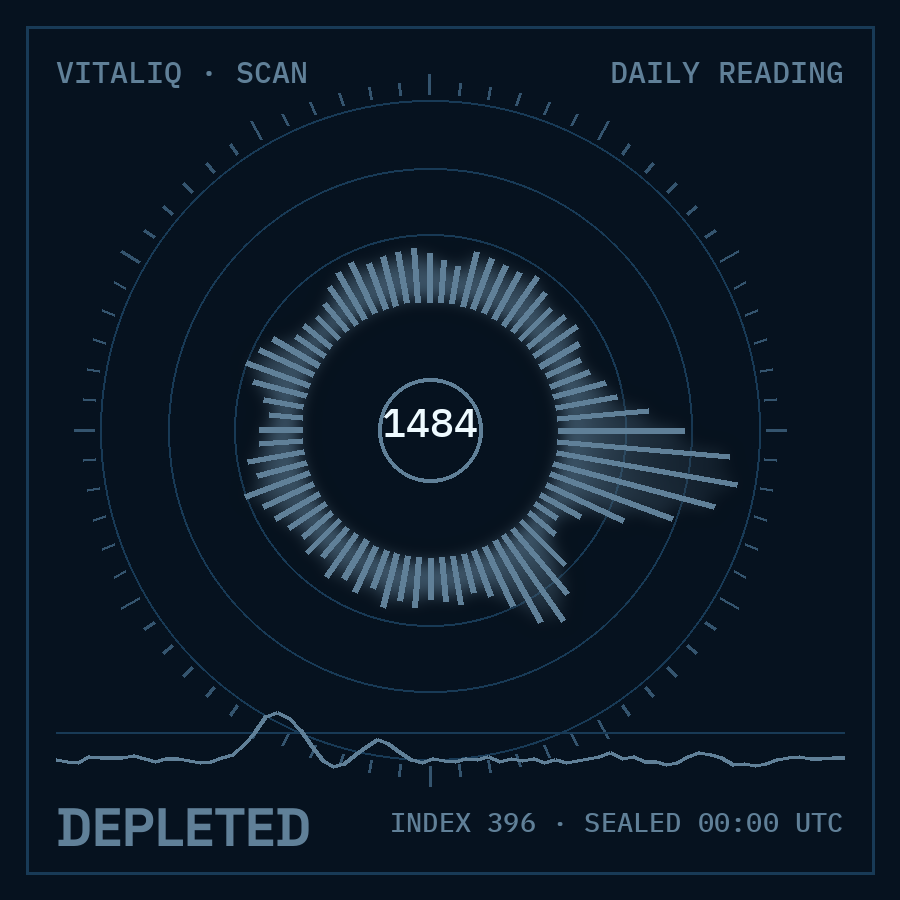 VITALIQ · SCAN
DAILY READING
1484
DEPLETED
INDEX 396 · SEALED 00:00 UTC